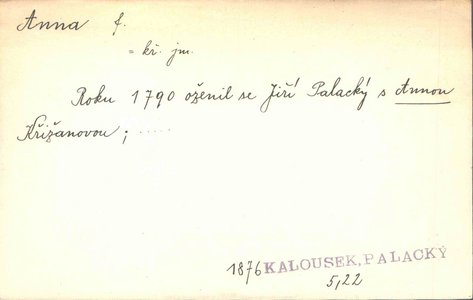 Anna f.
= kř. jm.
Roku 1790 oženil se Jiří Palacký s Annou
Křižanovou; .....
1876 KALOUSEK, PALACKÝ
5,22